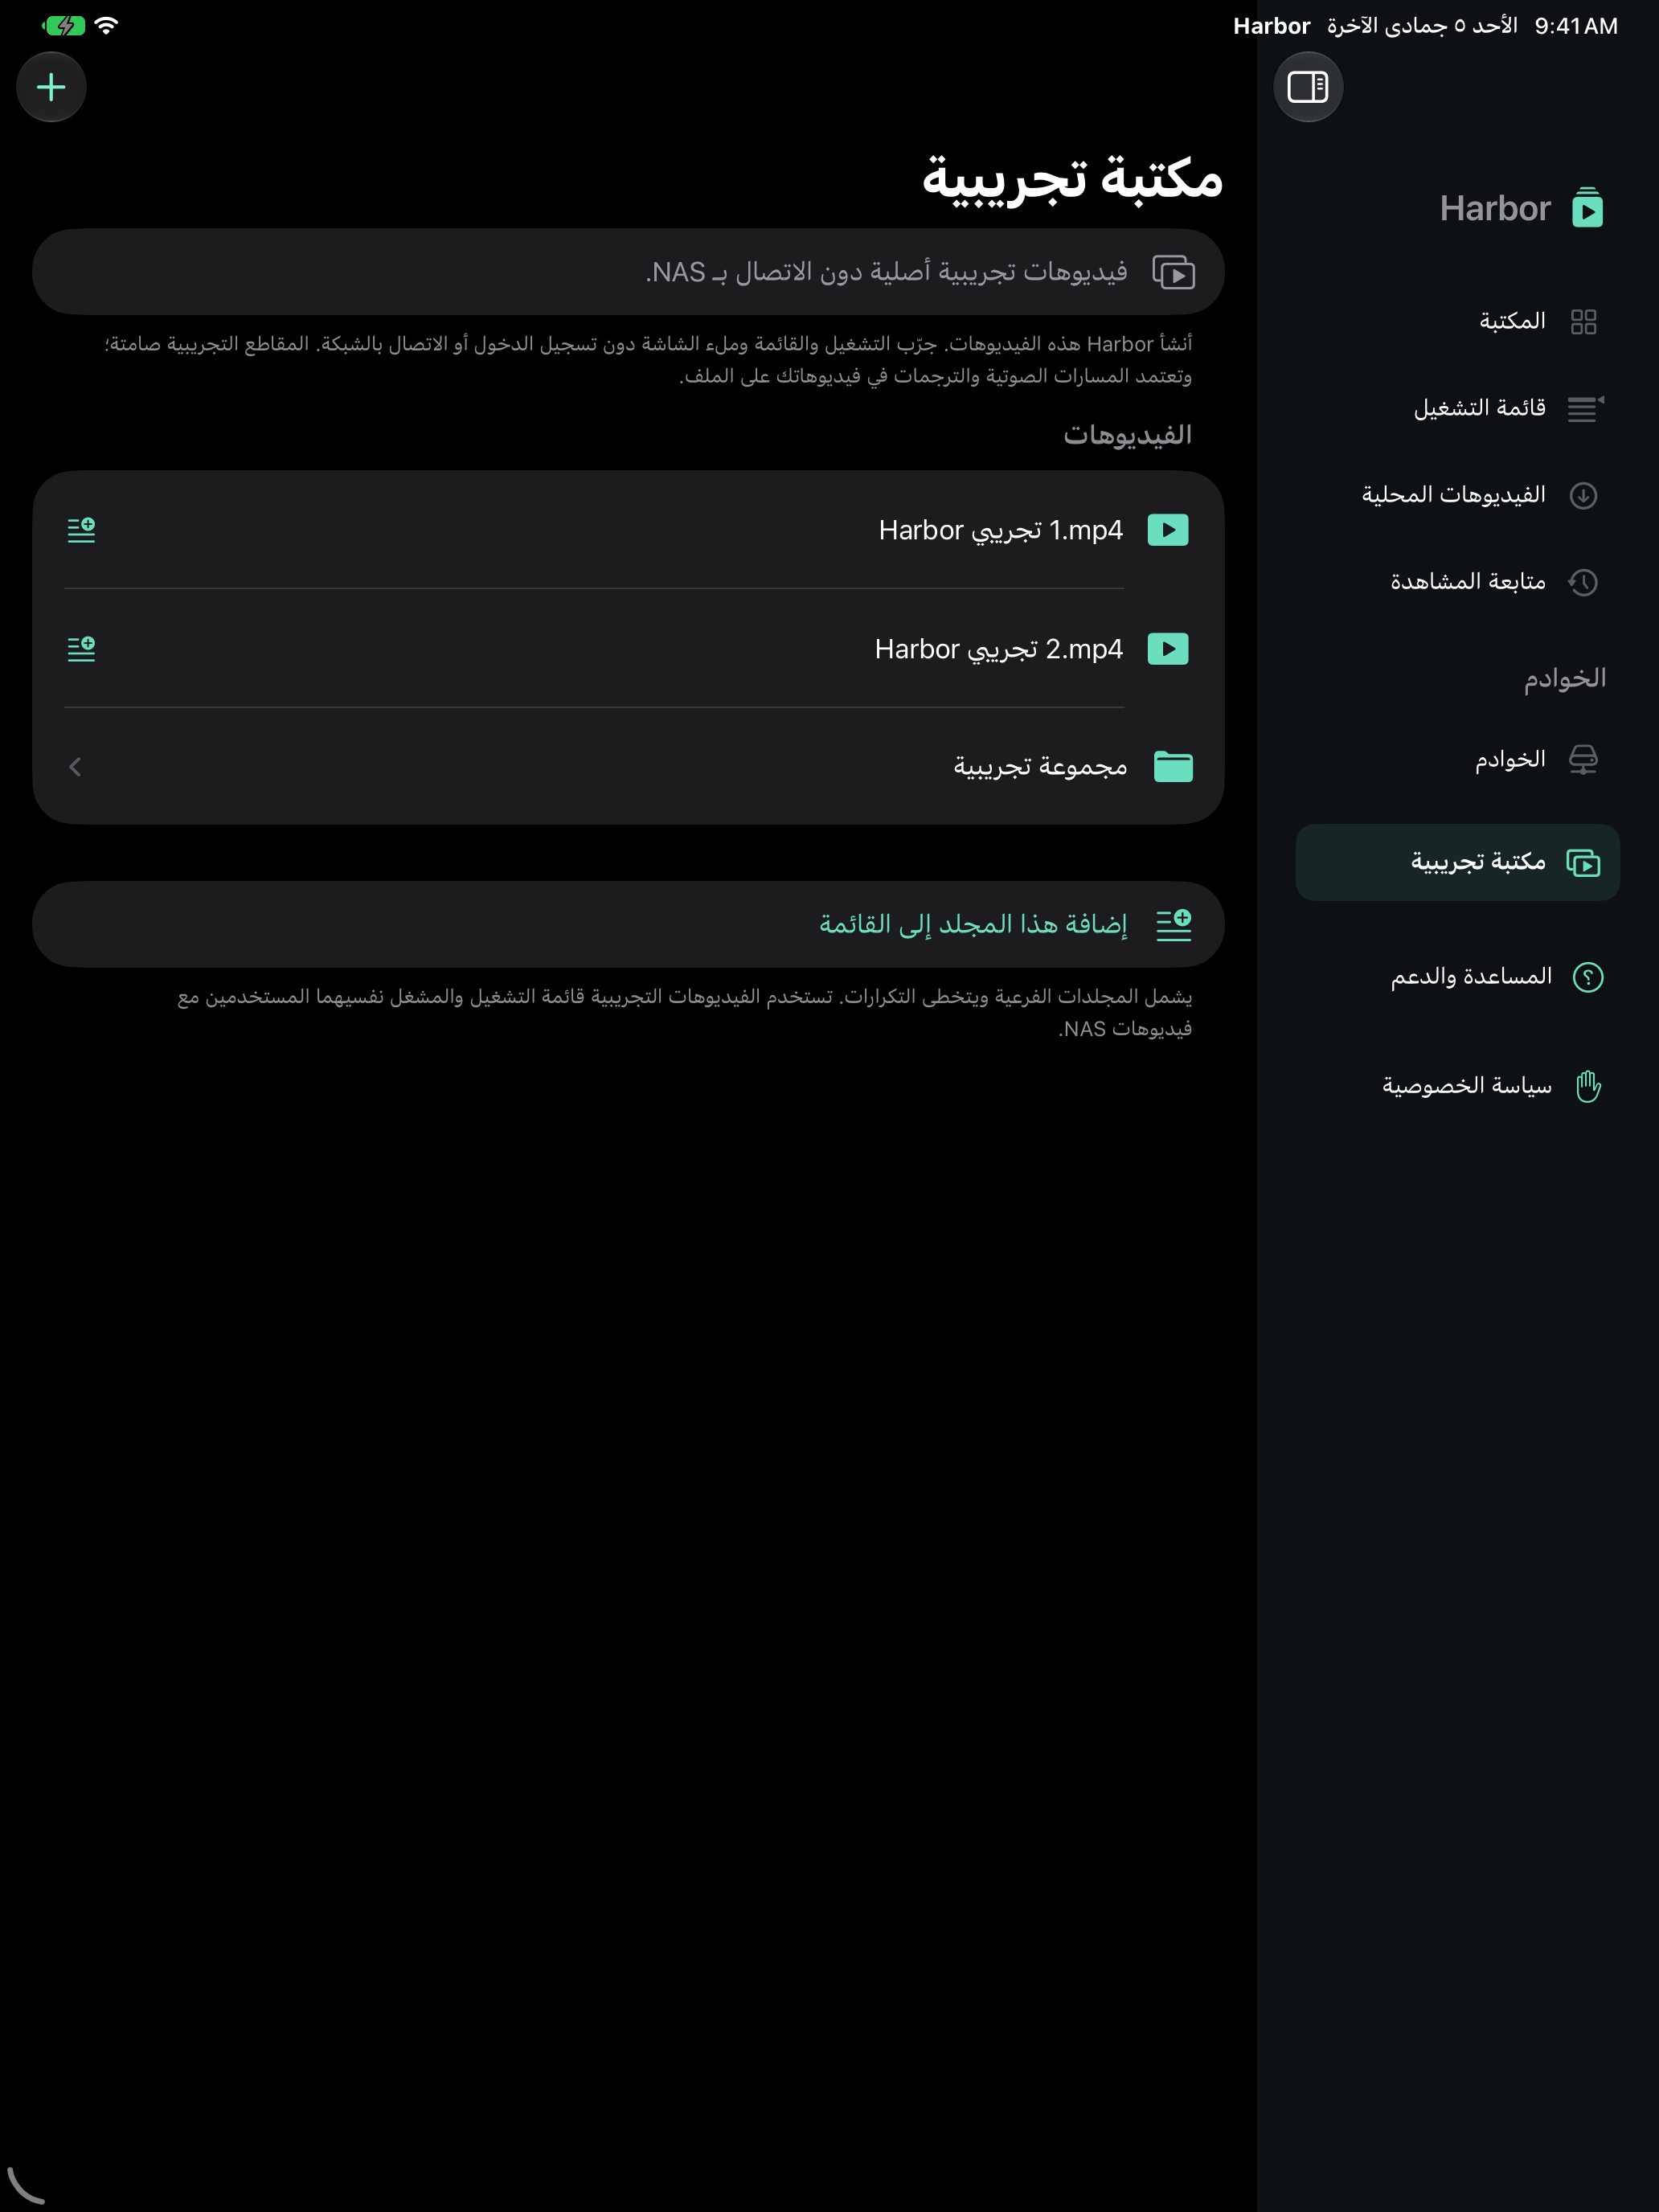 9:41 AM الأحد ٥ جمادى الآخرة Harbor
Harbor
المكتبة
قائمة التشغيل
الفيديوهات المحلية
متابعة المشاهدة
الخوادم
الخوادم
مكتبة تجريبية
المساعدة والدعم
سياسة الخصوصية
مكتبة تجريبية
فيديوهات تجريبية أصلية دون الاتصال بـ NAS.
أنشأ Harbor هذه الفيديوهات. جرّب التشغيل والقائمة وملء الشاشة دون تسجيل الدخول أو الاتصال بالشبكة. المقاطع التجريبية صامتة؛
وتعتمد المسارات الصوتية والترجمات في فيديوهاتك على الملف.
الفيديوهات
Harbor تجريبي 1.mp4
Harbor تجريبي 2.mp4
مجموعة تجريبية
إضافة هذا المجلد إلى القائمة
يشمل المجلدات الفرعية ويتخطى التكرارات. تستخدم الفيديوهات التجريبية قائمة التشغيل والمشغل نفسيهما المستخدمين مع
فيديوهات NAS.